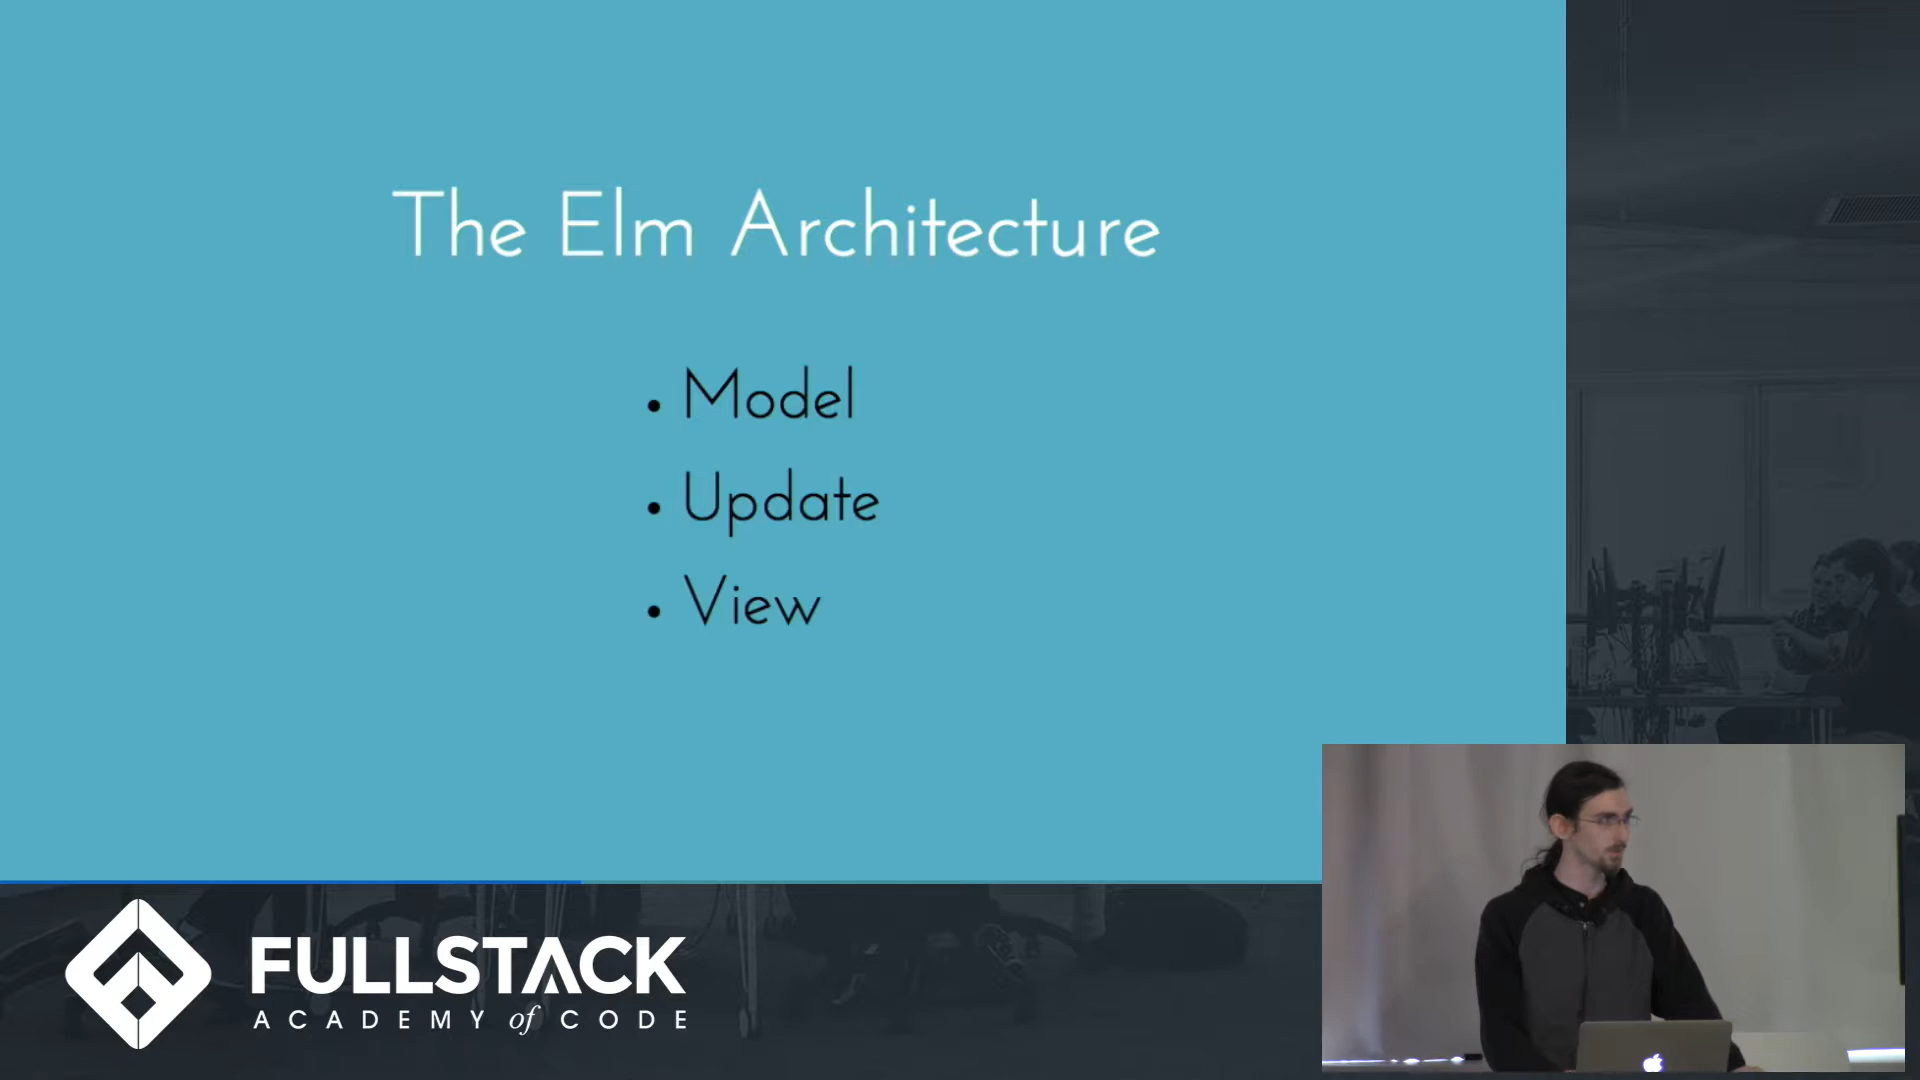 The Elm Architecture
• Model
• Update
• View
FULLSTACK
ACADEMY of CODE